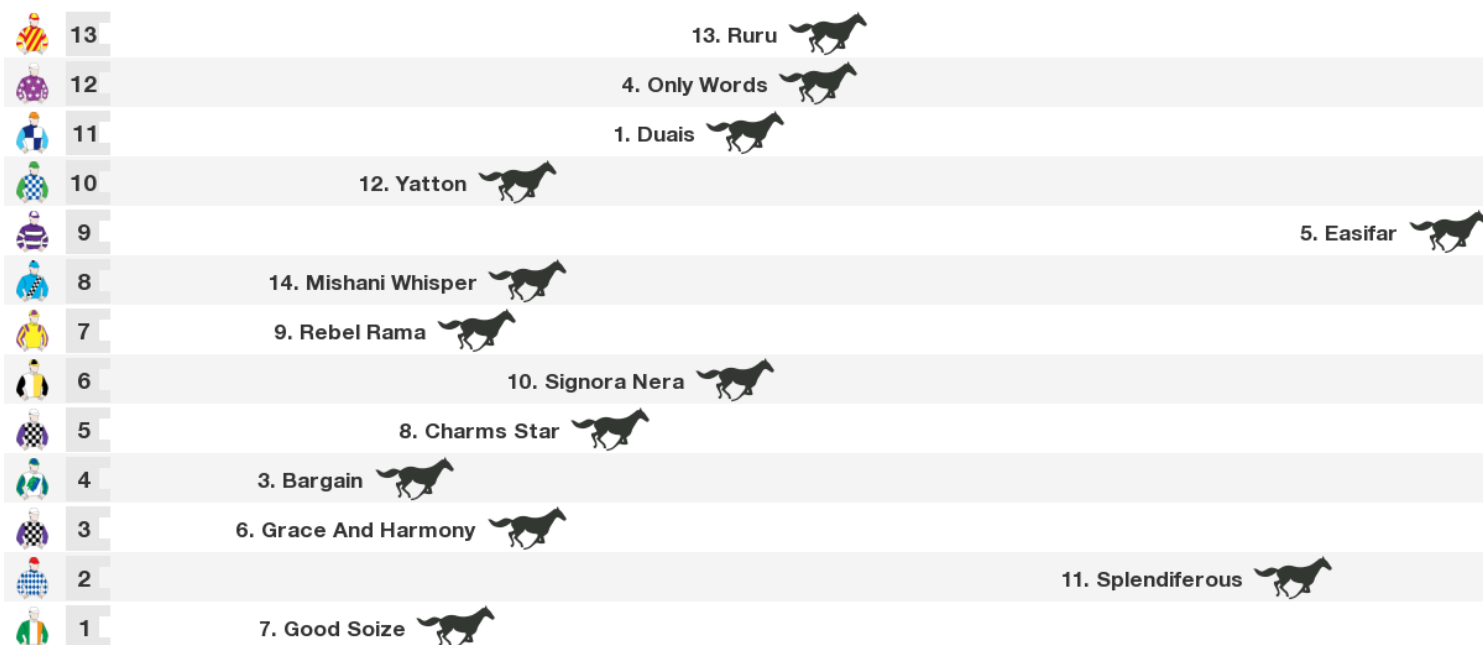 13 13. Ruru
12 4. Only Words
11 1. Duais
10 12. Yatton
9 5. Easifar
8 14. Mishani Whisper
7 9. Rebel Rama
6 10. Signora Nera
5 8. Charms Star
4 3. Bargain
3 6. Grace And Harmony
2 11. Splendiferous
1 7. Good Soize